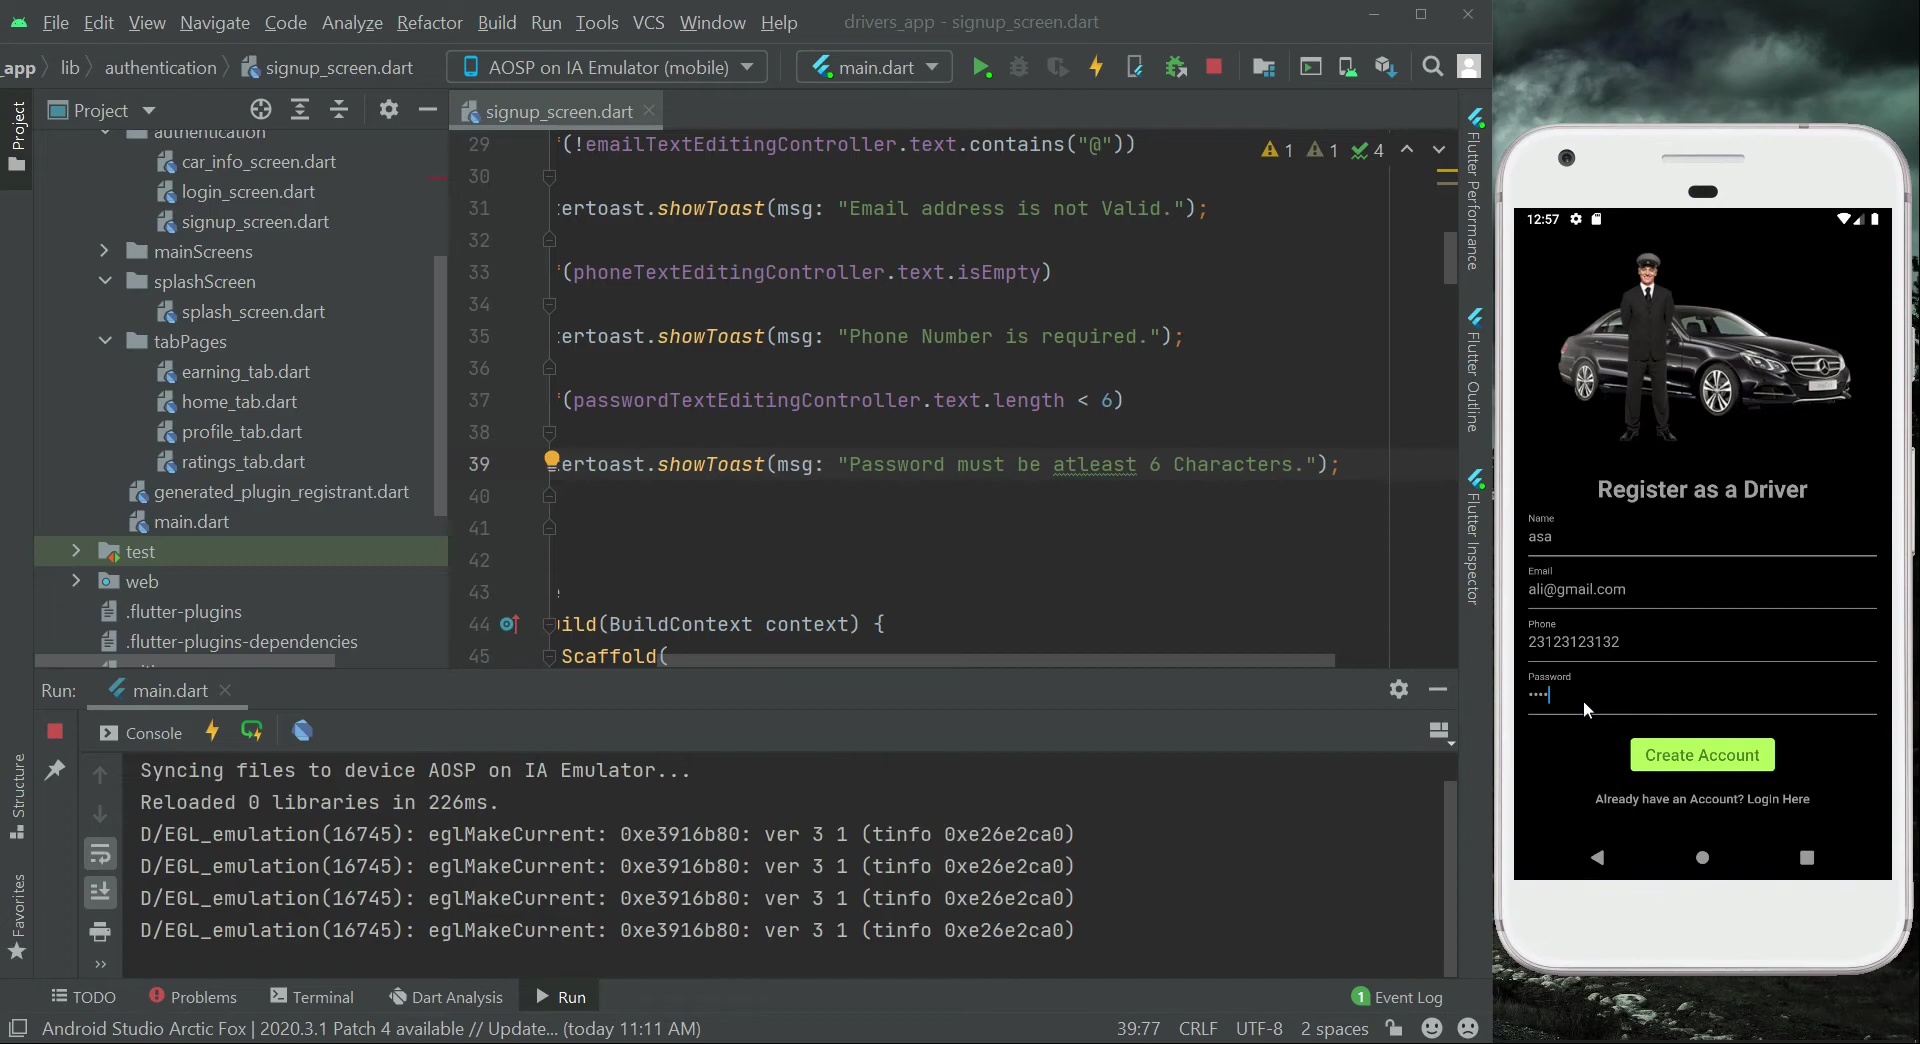 File Edit View Navigate Code Analyze Refactor Build Run Tools VCS Window Help drivers_app - signup_screen.dart
_app lib authentication signup_screen.dart AOSP on IA Emulator (mobile) main.dart
Project
Project
signup_screen.dart
authentication
car_info_screen.dart
login_screen.dart
signup_screen.dart
mainScreens
splashScreen
splash_screen.dart
tabPages
earning_tab.dart
home_tab.dart
profile_tab.dart
ratings_tab.dart
generated_plugin_registrant.dart
main.dart
test
web
.flutter-plugins
.flutter-plugins-dependencies
29 (!emailTextEditingController.text.contains("@"))
1 1 4
30
31 ertoast.showToast(msg: "Email address is not Valid.");
32
33 (phoneTextEditingController.text.isEmpty)
34
35 ertoast.showToast(msg: "Phone Number is required.");
36
37 (passwordTextEditingController.text.length < 6)
38
39 ertoast.showToast(msg: "Password must be atleast 6 Characters.");
40
41
42
43
44 ild(BuildContext context) {
45 Scaffold(
Flutter Performance
Flutter Outline
Flutter Inspector
Run: main.dart
Console
Syncing files to device AOSP on IA Emulator...
Reloaded 0 libraries in 226ms.
D/EGL_emulation(16745): eglMakeCurrent: 0xe3916b80: ver 3 1 (tinfo 0xe26e2ca0)
D/EGL_emulation(16745): eglMakeCurrent: 0xe3916b80: ver 3 1 (tinfo 0xe26e2ca0)
D/EGL_emulation(16745): eglMakeCurrent: 0xe3916b80: ver 3 1 (tinfo 0xe26e2ca0)
D/EGL_emulation(16745): eglMakeCurrent: 0xe3916b80: ver 3 1 (tinfo 0xe26e2ca0)
Structure
Favorites
TODO Problems Terminal Dart Analysis Run 1 Event Log
Android Studio Arctic Fox | 2020.3.1 Patch 4 available // Update... (today 11:11 AM) 39:77 CRLF UTF-8 2 spaces
12:57
Register as a Driver
Name
asa
Email
ali@gmail.com
Phone
23123123132
Password
••••
Create Account
Already have an Account? Login Here